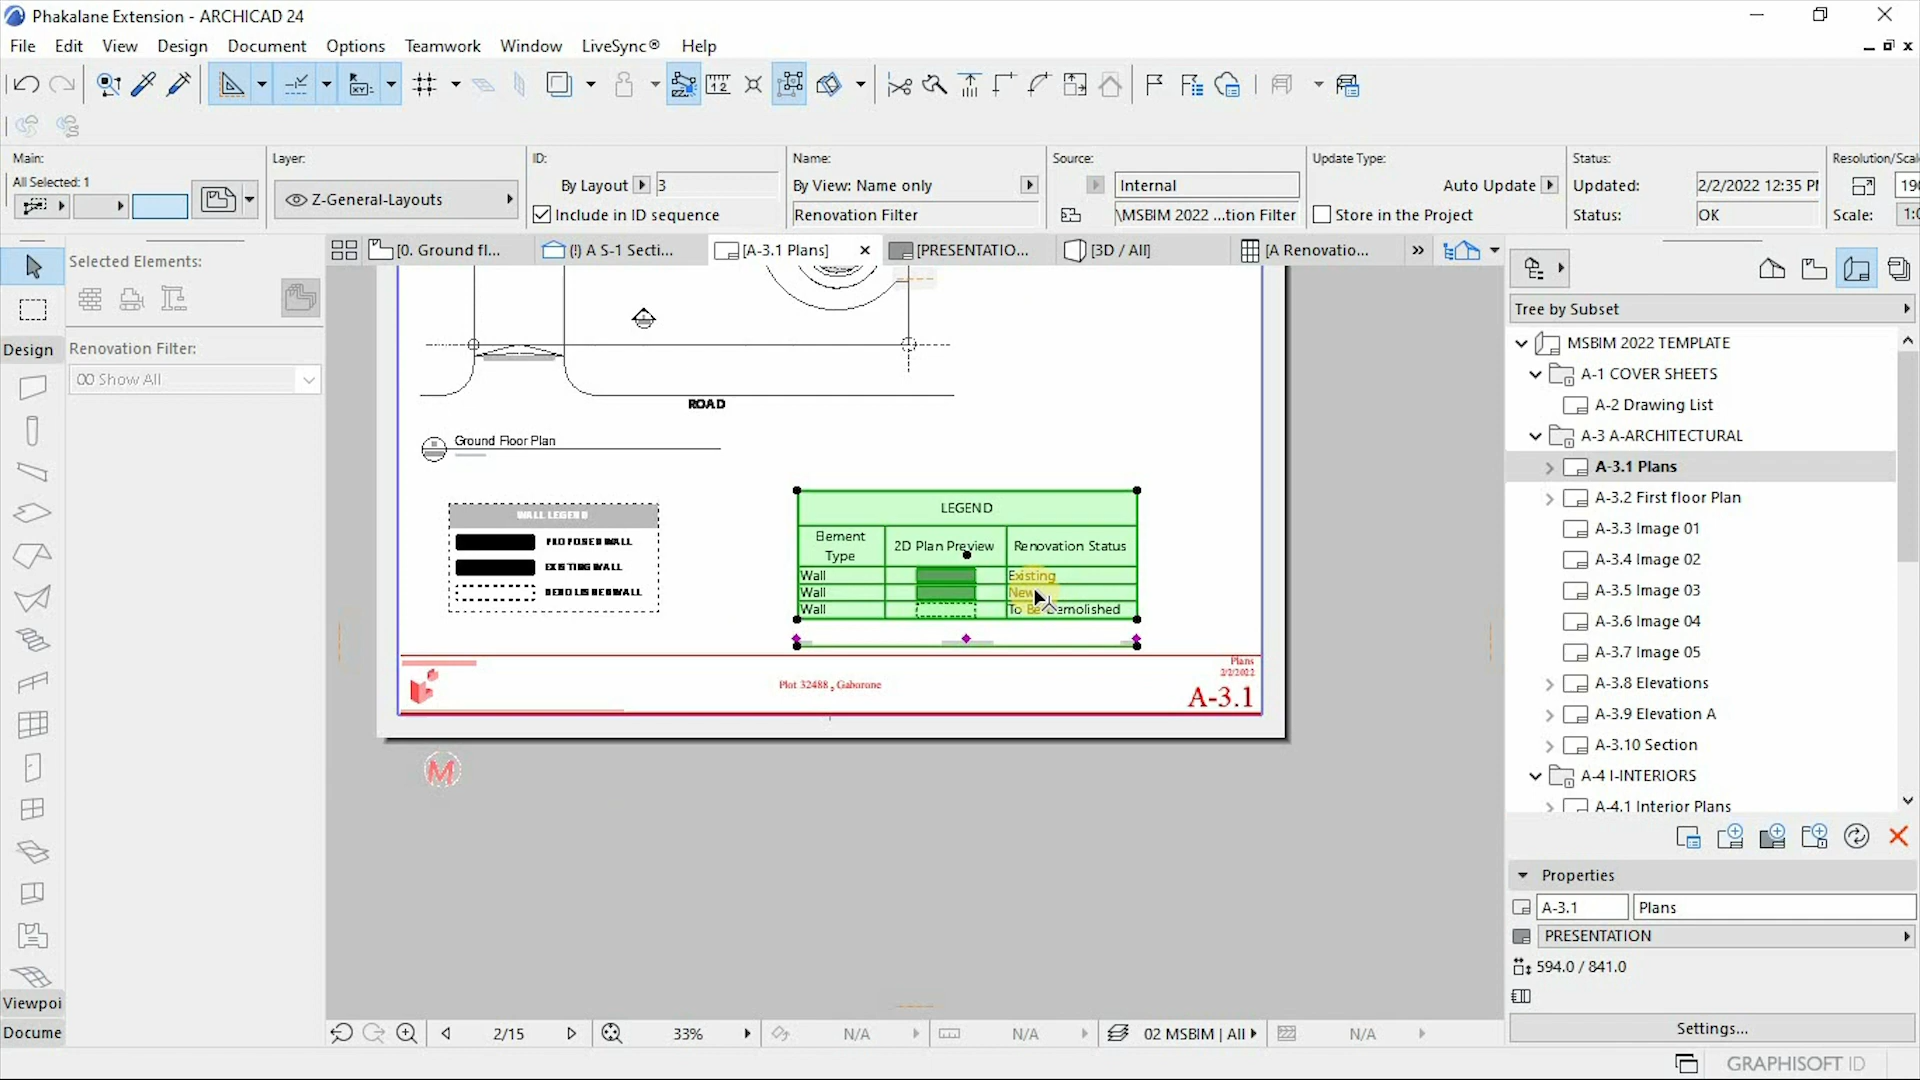 Phakalane Extension - ARCHICAD 24
File Edit View Design Document Options Teamwork Window LiveSync® Help
Main: Layer: ID: Name: Source: Update Type: Status: Resolution/Scal
All Selected: 1 By Layout 3 By View: Name only Internal Auto Update Updated: 2/2/2022 12:35 PM 190
Z-General-Layouts
Include in ID sequence Renovation Filter \MSBIM 2022 ...tion Filter Store in the Project Status: OK Scale: 1:0
Selected Elements:
[0. Ground fl... (!) A S-1 Secti... [A-3.1 Plans] [PRESENTATIO... [3D / All] [A Renovatio...
Design
Renovation Filter:
00 Show All
Viewpoi
Docume
ROAD
Ground Floor Plan
WALL LEGEND
PROPOSED WALL
EXISTING WALL
DEMOLISHED WALL
LEGEND
Element Type 2D Plan Preview Renovation Status
Wall Existing
Wall New
Wall To Be Demolished
Plans
2/2/2022
Plot 32488 , Gaborone
A-3.1
M
Tree by Subset
MSBIM 2022 TEMPLATE
A-1 COVER SHEETS
A-2 Drawing List
A-3 A-ARCHITECTURAL
A-3.1 Plans
A-3.2 First floor Plan
A-3.3 Image 01
A-3.4 Image 02
A-3.5 Image 03
A-3.6 Image 04
A-3.7 Image 05
A-3.8 Elevations
A-3.9 Elevation A
A-3.10 Section
A-4 I-INTERIORS
A-4.1 Interior Plans
Properties
A-3.1 Plans
PRESENTATION
594.0 / 841.0
Settings...
2/15 33% N/A N/A 02 MSBIM | All N/A
GRAPHISOFT ID